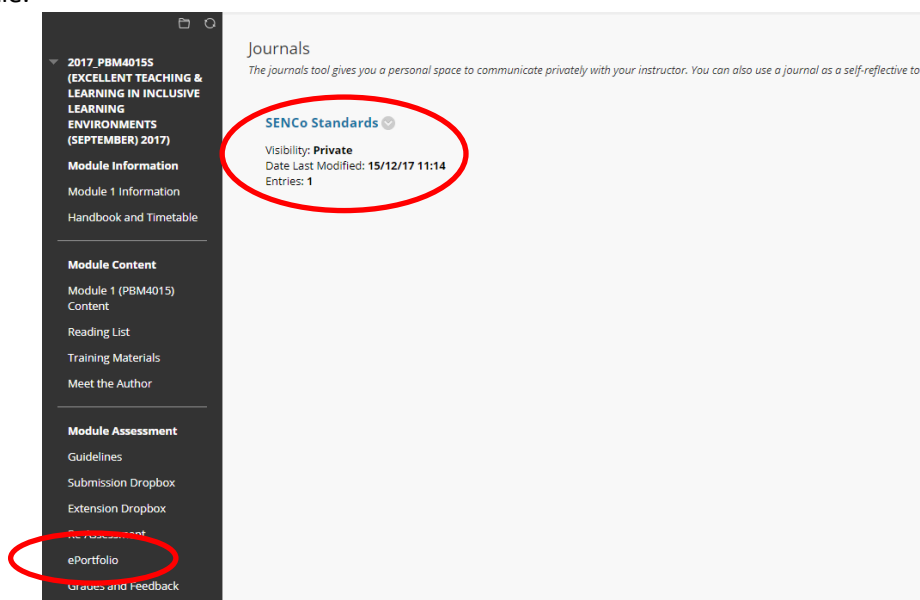 2017_PBM4015S
(EXCELLENT TEACHING &
LEARNING IN INCLUSIVE
LEARNING
ENVIRONMENTS
(SEPTEMBER) 2017)
Module Information
Module 1 Information
Handbook and Timetable
Module Content
Module 1 (PBM4015)
Content
Reading List
Training Materials
Meet the Author
Module Assessment
Guidelines
Submission Dropbox
Extension Dropbox
Re-Assessment
ePortfolio
Grades and Feedback
Journals
The journals tool gives you a personal space to communicate privately with your instructor. You can also use a journal as a self-reflective to
SENCo Standards
Visibility: Private
Date Last Modified: 15/12/17 11:14
Entries: 1